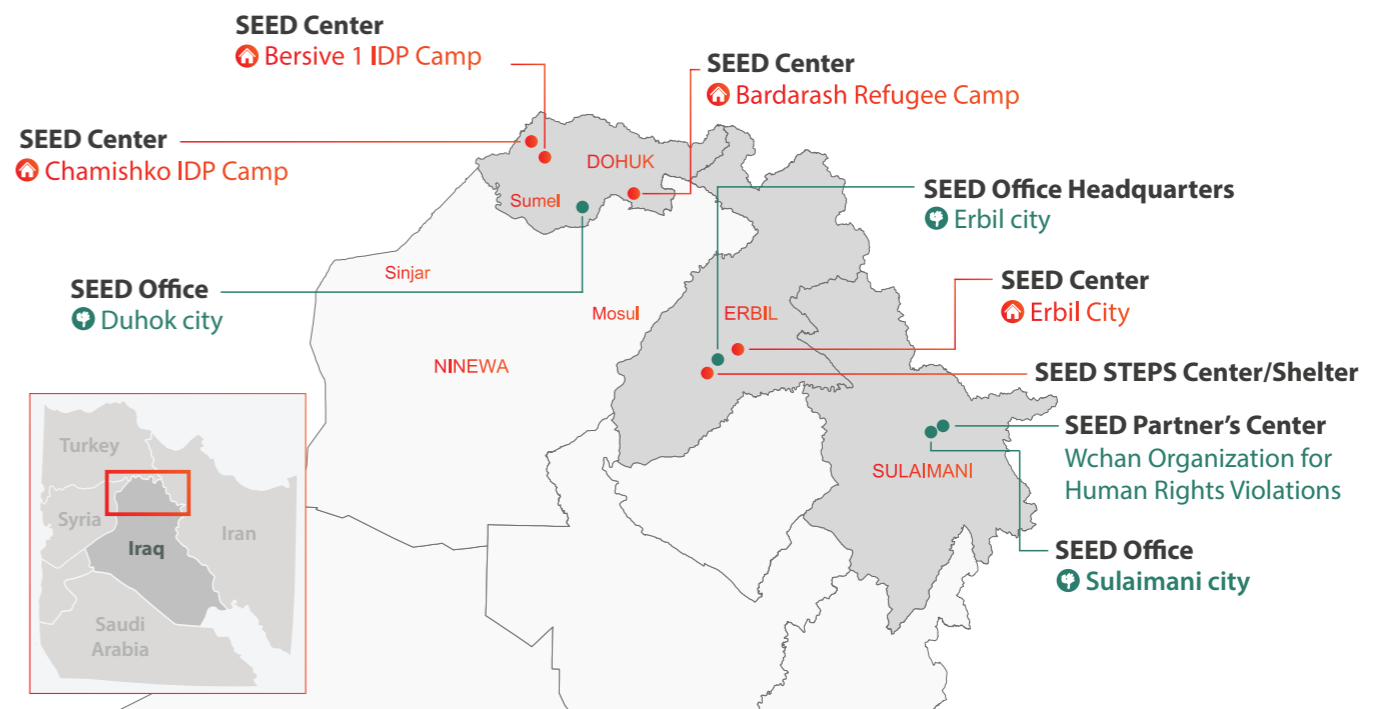 SEED Center
Bersive 1 IDP Camp
SEED Center
Bardarash Refugee Camp
SEED Center
Chamishko IDP Camp
DOHUK
Sumel
SEED Office Headquarters
Erbil city
Sinjar
SEED Office
Duhok city
Mosul
ERBIL
SEED Center
Erbil City
NINEWA
SEED STEPS Center/Shelter
SEED Partner's Center
Wchan Organization for
Human Rights Violations
SULAIMANI
SEED Office
Sulaimani city
Turkey
Syria
Iran
Iraq
Saudi
Arabia